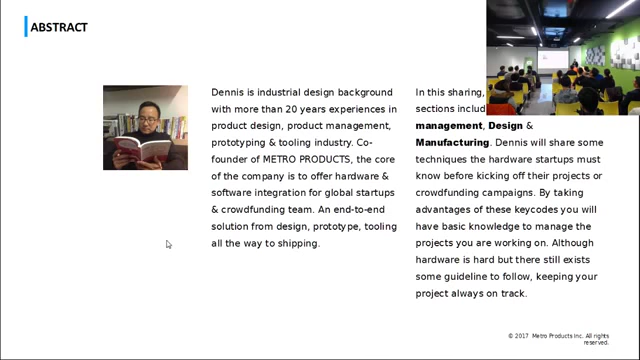 ABSTRACT
Dennis is industrial design background
with more than 20 years experiences in
product design, product management,
prototyping & tooling industry. Co-
founder of METRO PRODUCTS, the core
of the company is to offer hardware &
software integration for global startups
& crowdfunding team. An end-to-end
solution from design, prototype, tooling
all the way to shipping.
In this sharing,
sections includ
management, Design &
Manufacturing. Dennis will share some
techniques the hardware startups must
know before kicking off their projects or
crowdfunding campaigns. By taking
advantages of these keycodes you will
have basic knowledge to manage the
projects you are working on. Although
hardware is hard but there still exists
some guideline to follow, keeping your
project always on track.
© 2017 Metro Products Inc. All rights
reserved.